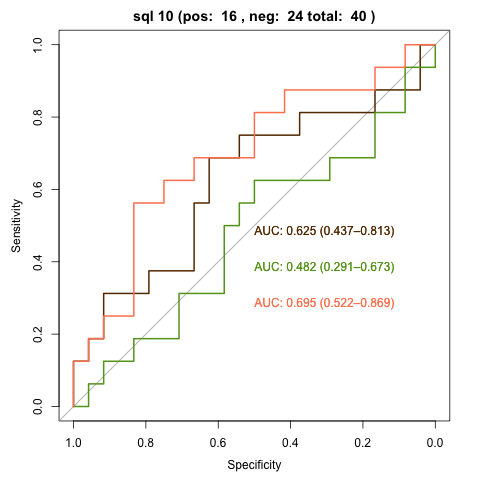 sql 10 (pos:  16 , neg:  24 total:  40 )
1.0
0.8
0.6
0.4
0.2
0.0
Sensitivity
AUC: 0.625 (0.437–0.813)
AUC: 0.482 (0.291–0.673)
AUC: 0.695 (0.522–0.869)
1.0 0.8 0.6 0.4 0.2 0.0
Specificity